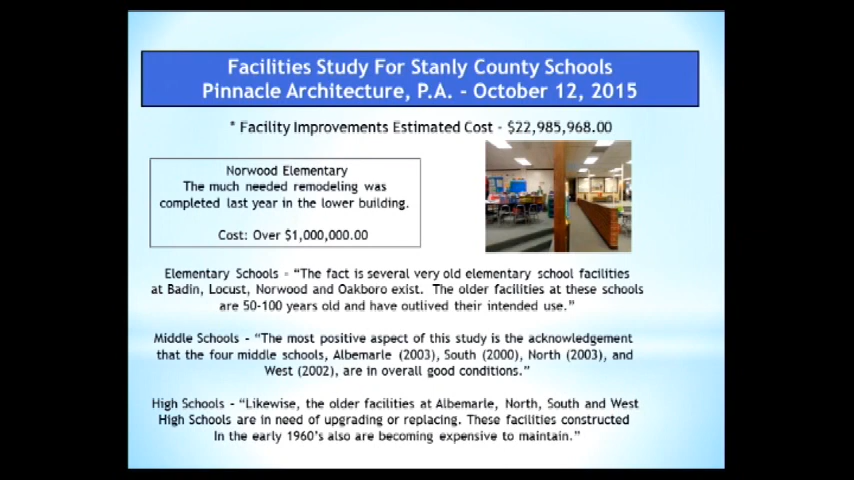 Facilities Study For Stanly County Schools
Pinnacle Architecture, P.A. - October 12, 2015
* Facility Improvements Estimated Cost - $22,985,968.00
Norwood Elementary
The much needed remodeling was
completed last year in the lower building.
Cost: Over $1,000,000.00
Elementary Schools - “The fact is several very old elementary school facilities
at Badin, Locust, Norwood and Oakboro exist. The older facilities at these schools
are 50-100 years old and have outlived their intended use.”
Middle Schools - “The most positive aspect of this study is the acknowledgement
that the four middle schools, Albemarle (2003), South (2000), North (2003), and
West (2002), are in overall good conditions.”
High Schools - “Likewise, the older facilities at Albemarle, North, South and West
High Schools are in need of upgrading or replacing. These facilities constructed
In the early 1960’s also are becoming expensive to maintain.”